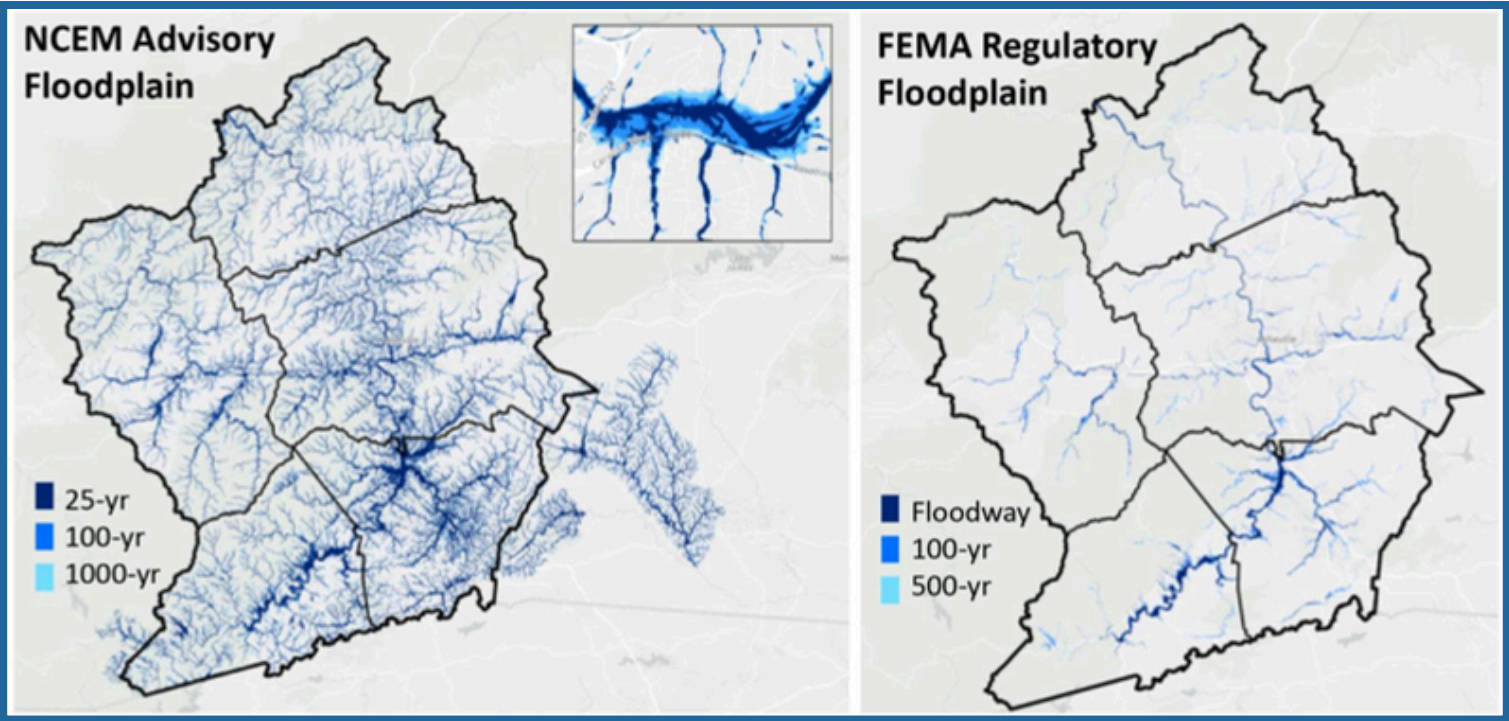 NCEM Advisory
Floodplain
25-yr
100-yr
1000-yr
FEMA Regulatory
Floodplain
Floodway
100-yr
500-yr